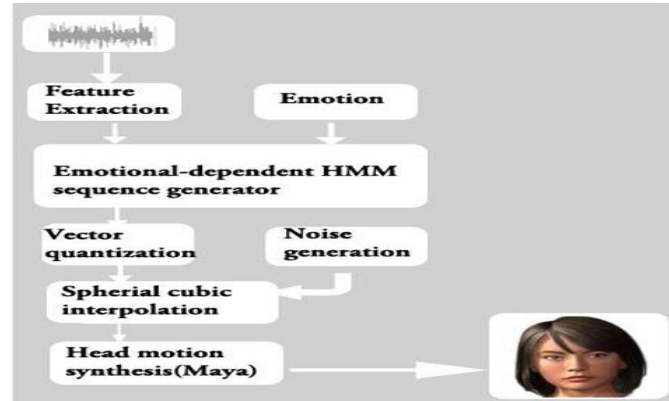 Feature
Extraction
Emotion
Emotional-dependent HMM
sequence generator
Vector
quantization
Noise
generation
Spherial cubic
interpolation
Head motion
synthesis(Maya)